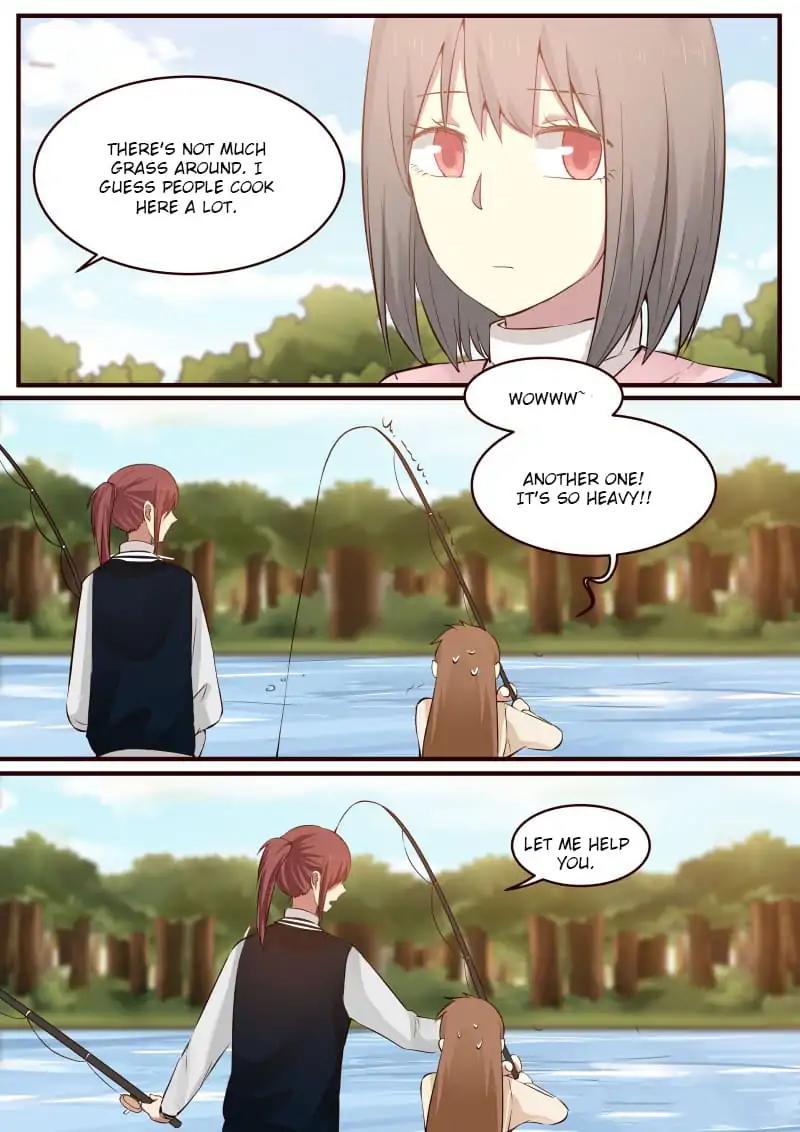 THERE'S NOT MUCH
GRASS AROUND. I
GUESS PEOPLE COOK
HERE A LOT.
WOWWW~
ANOTHER ONE!
IT'S SO HEAVY!!
LET ME HELP
YOU.